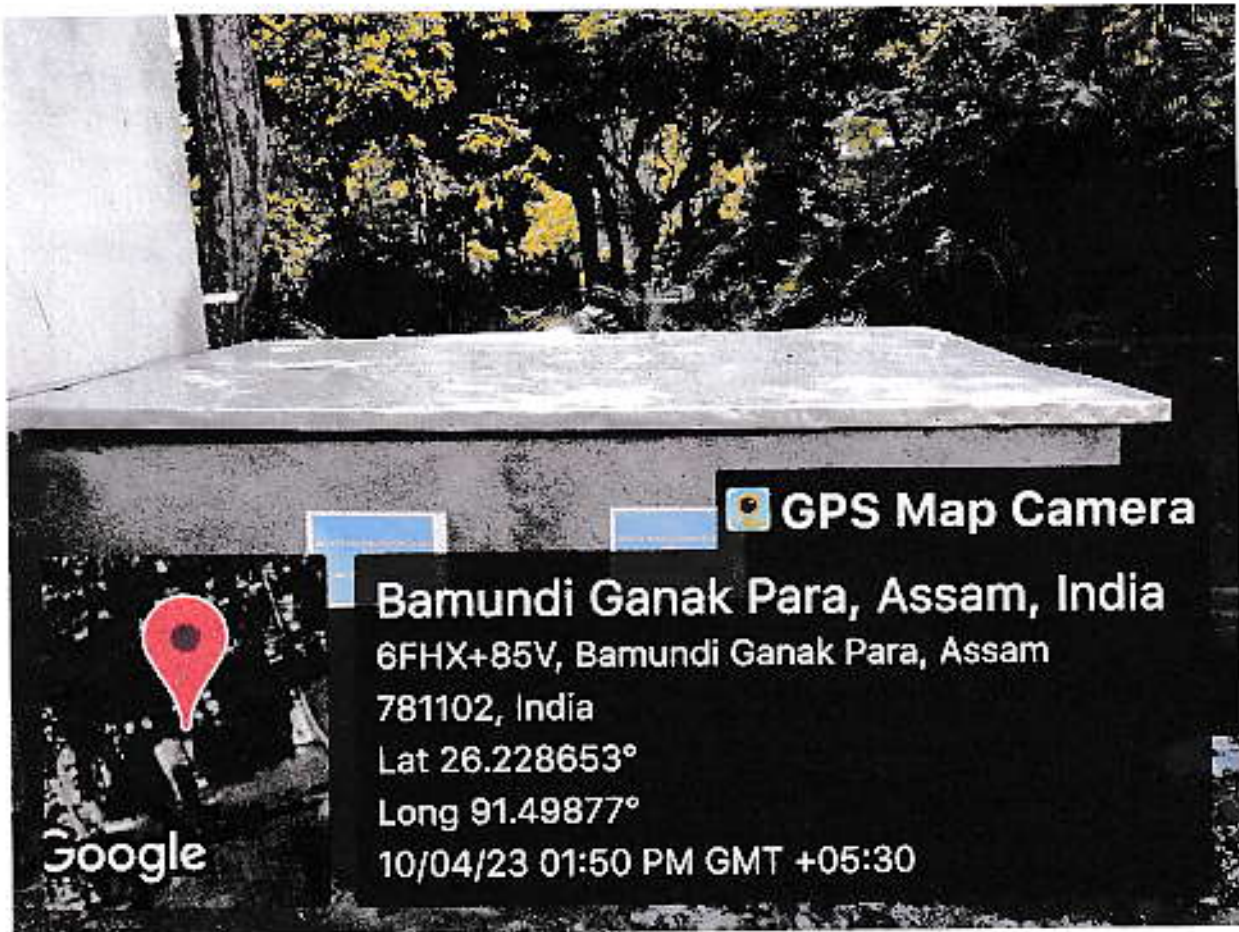 GPS Map Camera
Bamundi Ganak Para, Assam, India
6FHX+85V, Bamundi Ganak Para, Assam
781102, India
Lat 26.228653°
Long 91.49877°
10/04/23 01:50 PM GMT +05:30
Google